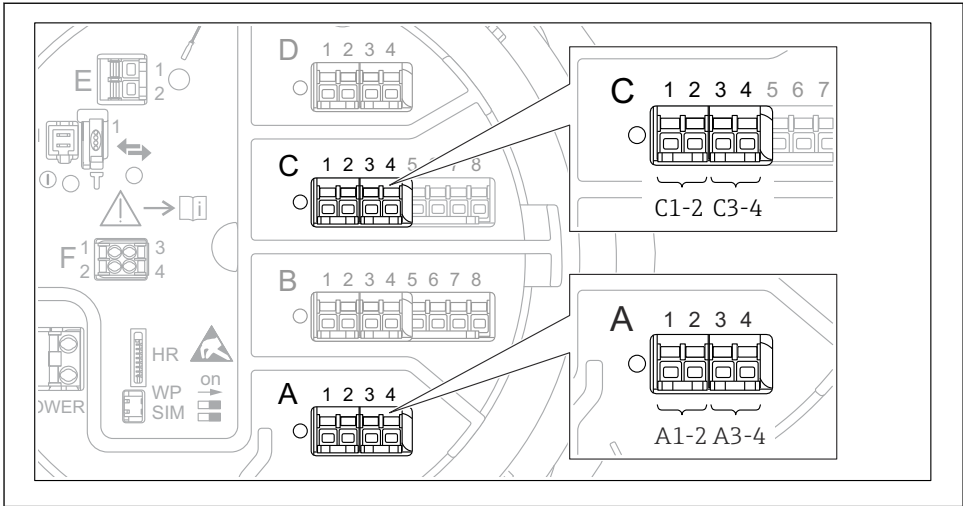 D 1 2 3 4
E 1
2
1
C 1 2 3 4 5 6 7 8
C 1 2 3 4 5 6 7
C1-2 C3-4
i
F 1 3
2 4
B 1 2 3 4 5 6 7 8
HR
WP
SIM
on
OWER
A 1 2 3 4
A 1 2 3 4
A1-2 A3-4